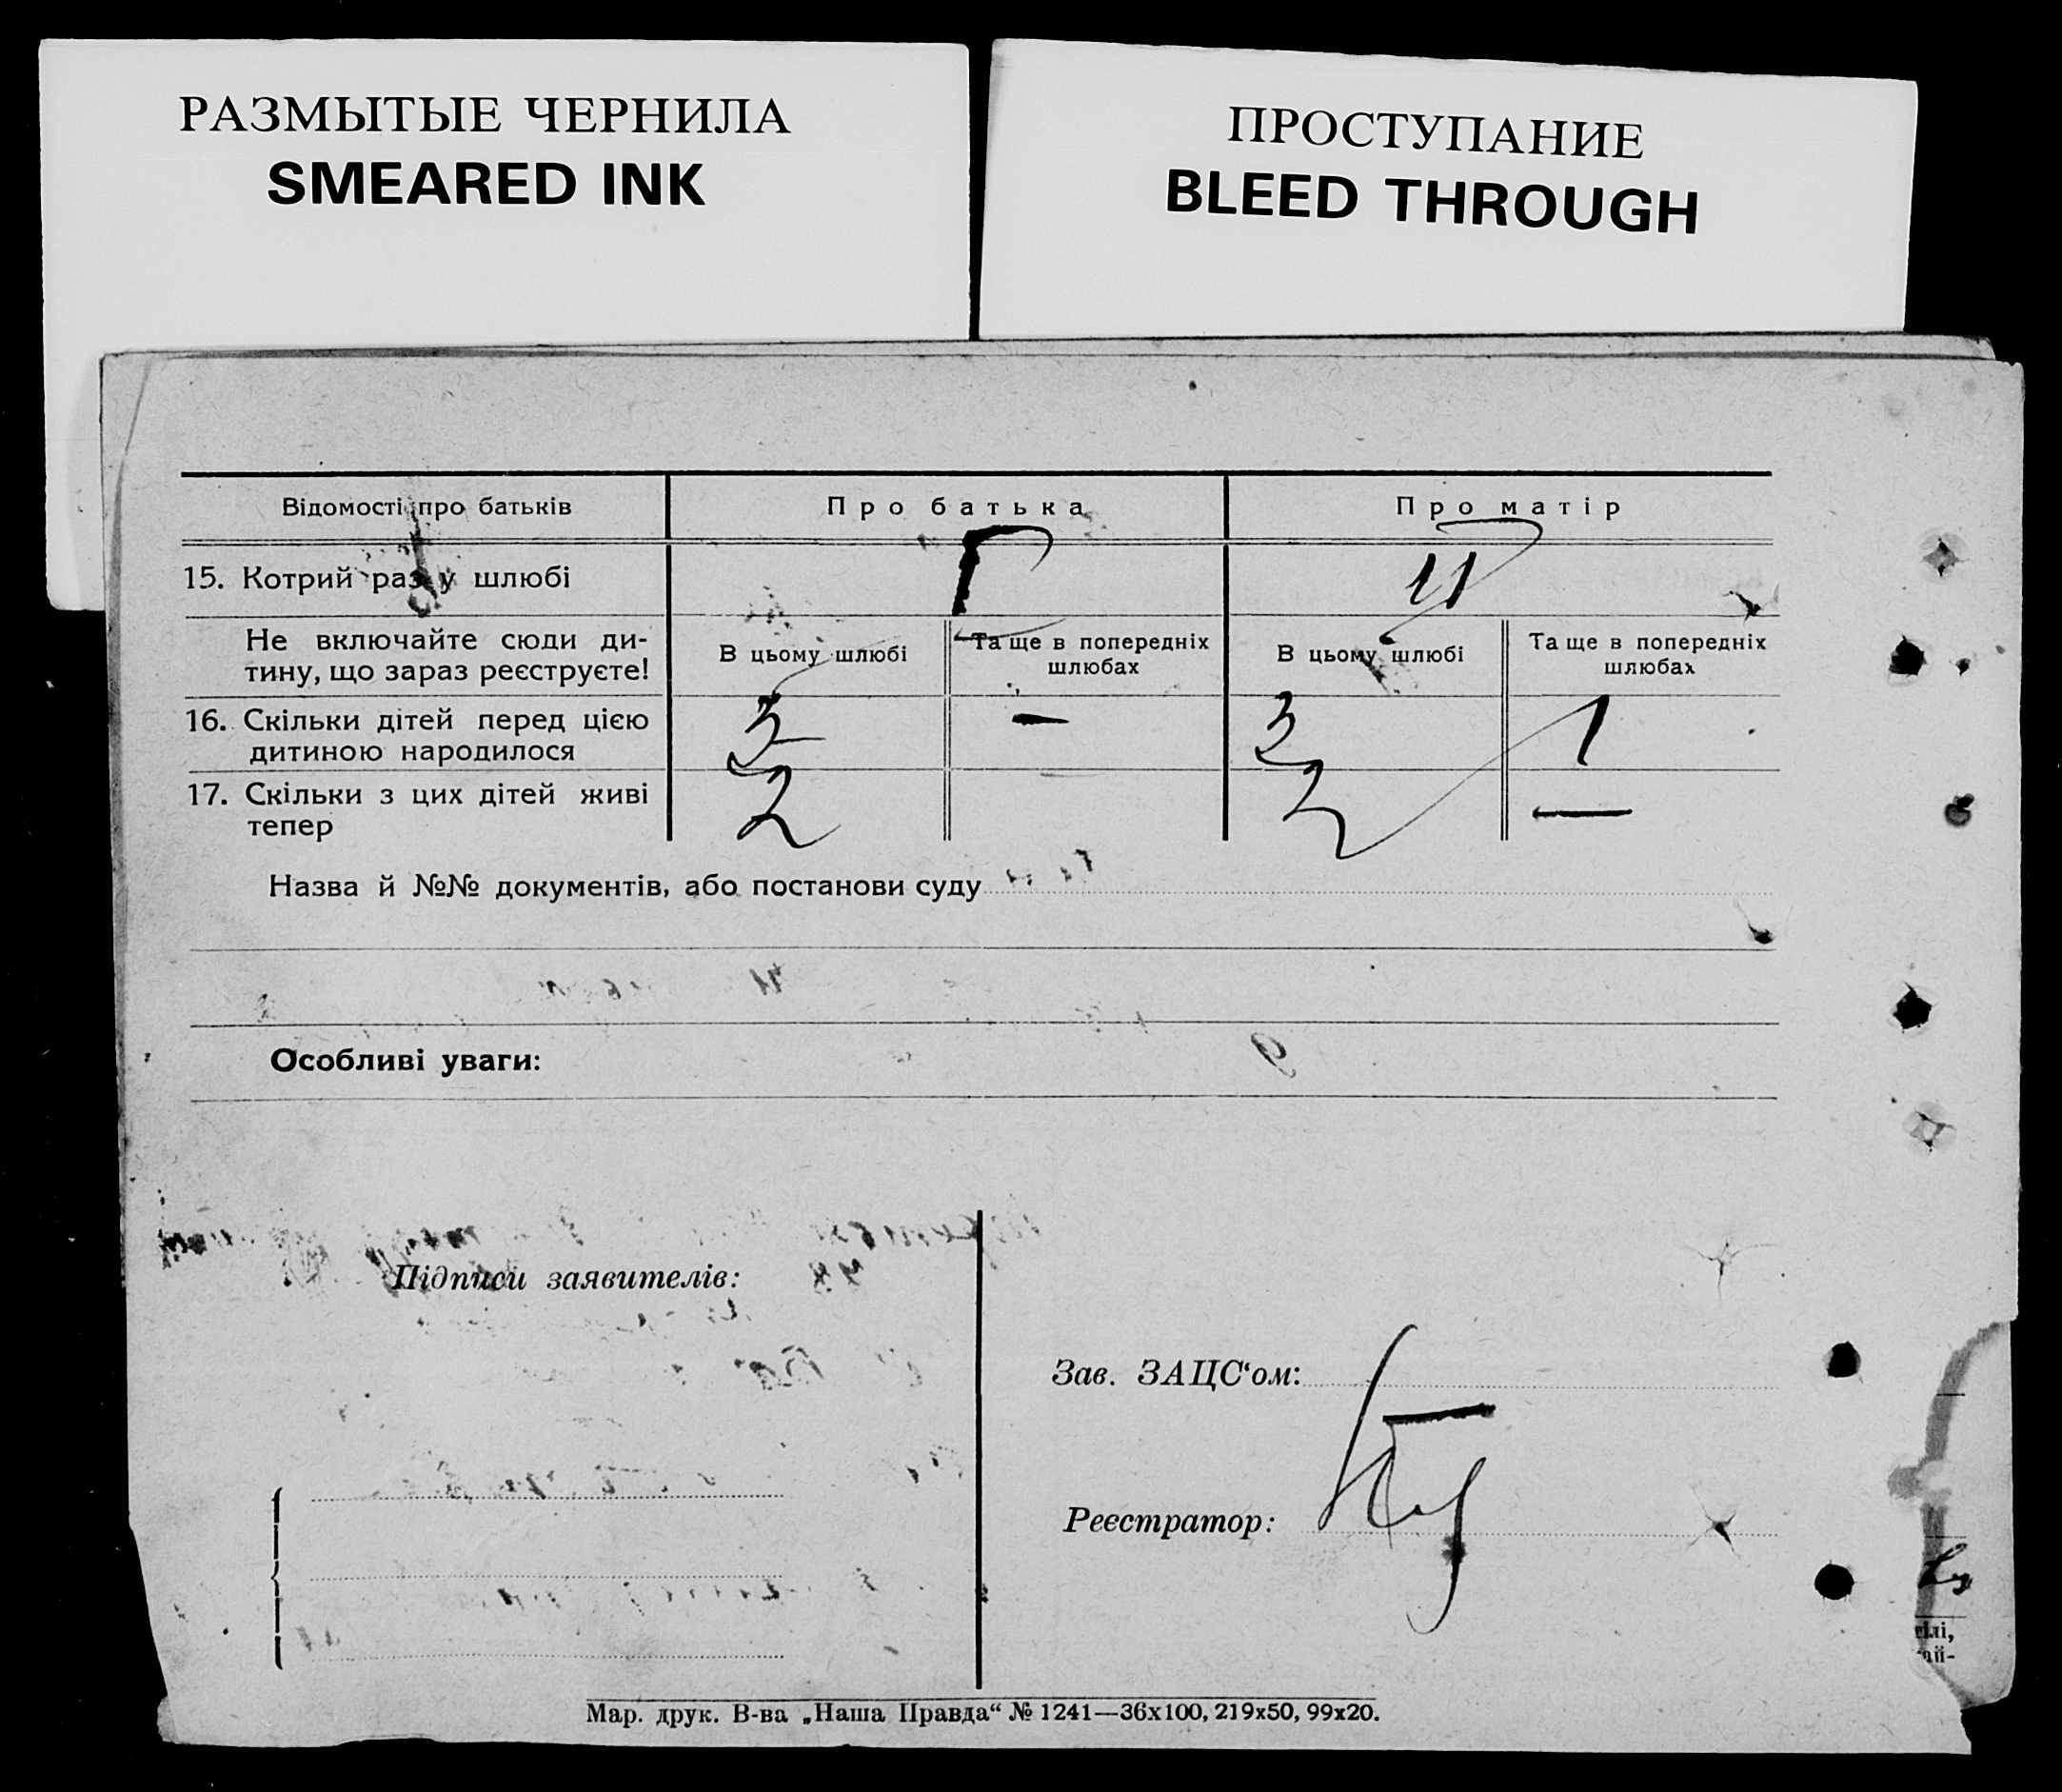 РАЗМЫТЫЕ ЧЕРНИЛА
SMEARED INK
ПРОСТУПАНИЕ
BLEED THROUGH
Відомості про батьків
Про батька
Про матір
15. Котрий раз у шлюбі
І
ІІ
Не включайте сюди ди-
тину, що зараз реєструєте!
В цьому шлюбі
Та ще в попередніх
шлюбах
В цьому шлюбі
Та ще в попередніх
шлюбах
16. Скільки дітей перед цією
дитиною народилося
3
—
3
1
17. Скільки з цих дітей живі
тепер
2
2
—
Назва й №№ документів, або постанови суду
Особливі уваги:
Підписи заявителів:
Зав. ЗАЦС‘ом:
Реєстратор:
Мар. друк. В-ва „Наша Правда“ № 1241—36х100, 219х50, 99х20.